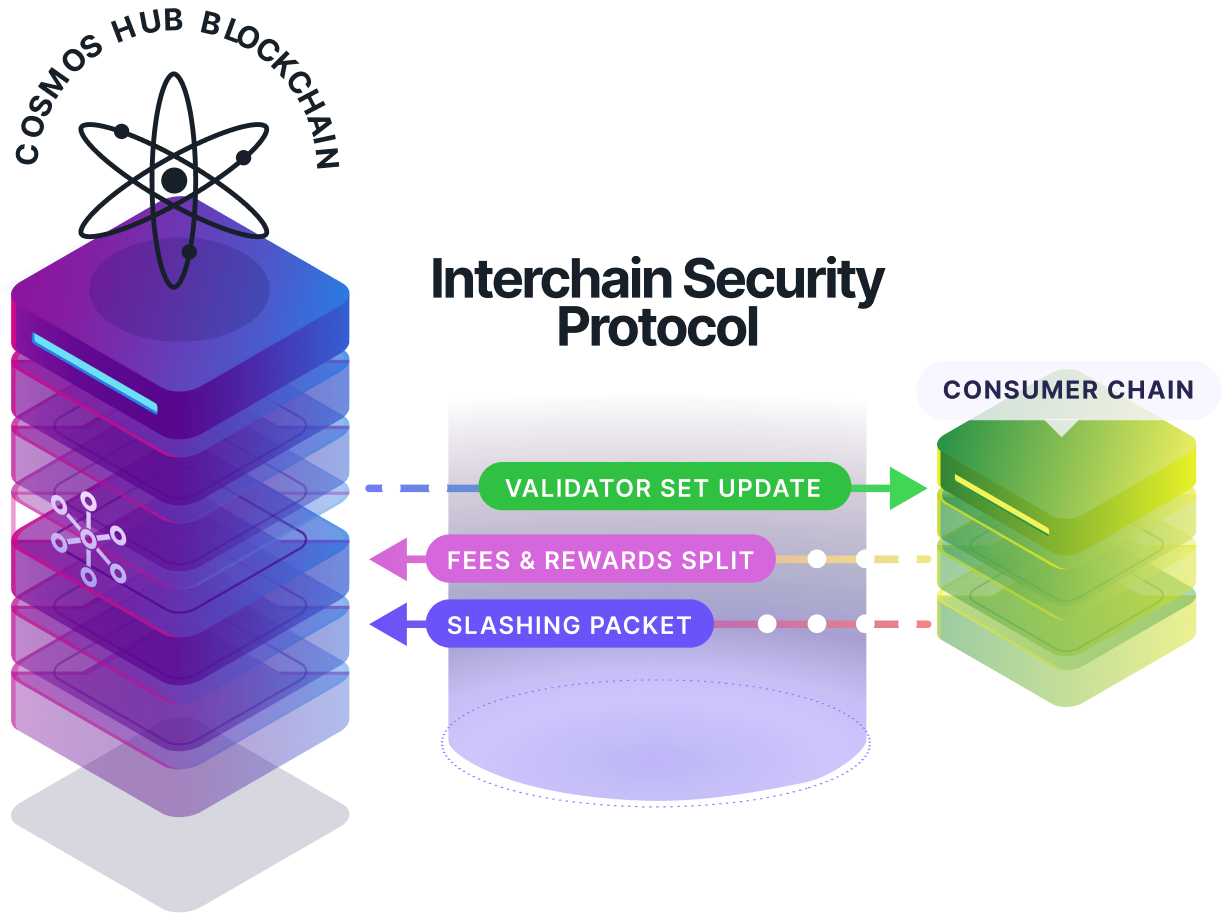 COSMOS HUB BLOCKCHAIN
Interchain Security
Protocol
CONSUMER CHAIN
VALIDATOR SET UPDATE
FEES & REWARDS SPLIT
SLASHING PACKET